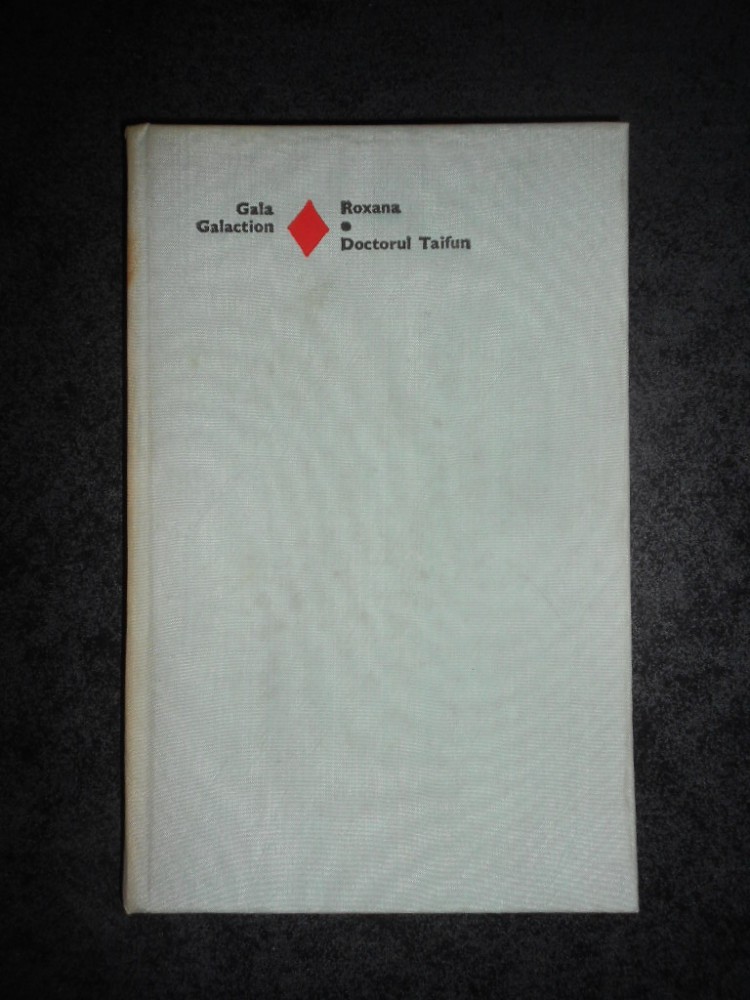 Gala
Galaction
Roxana
•
Doctorul Taifun